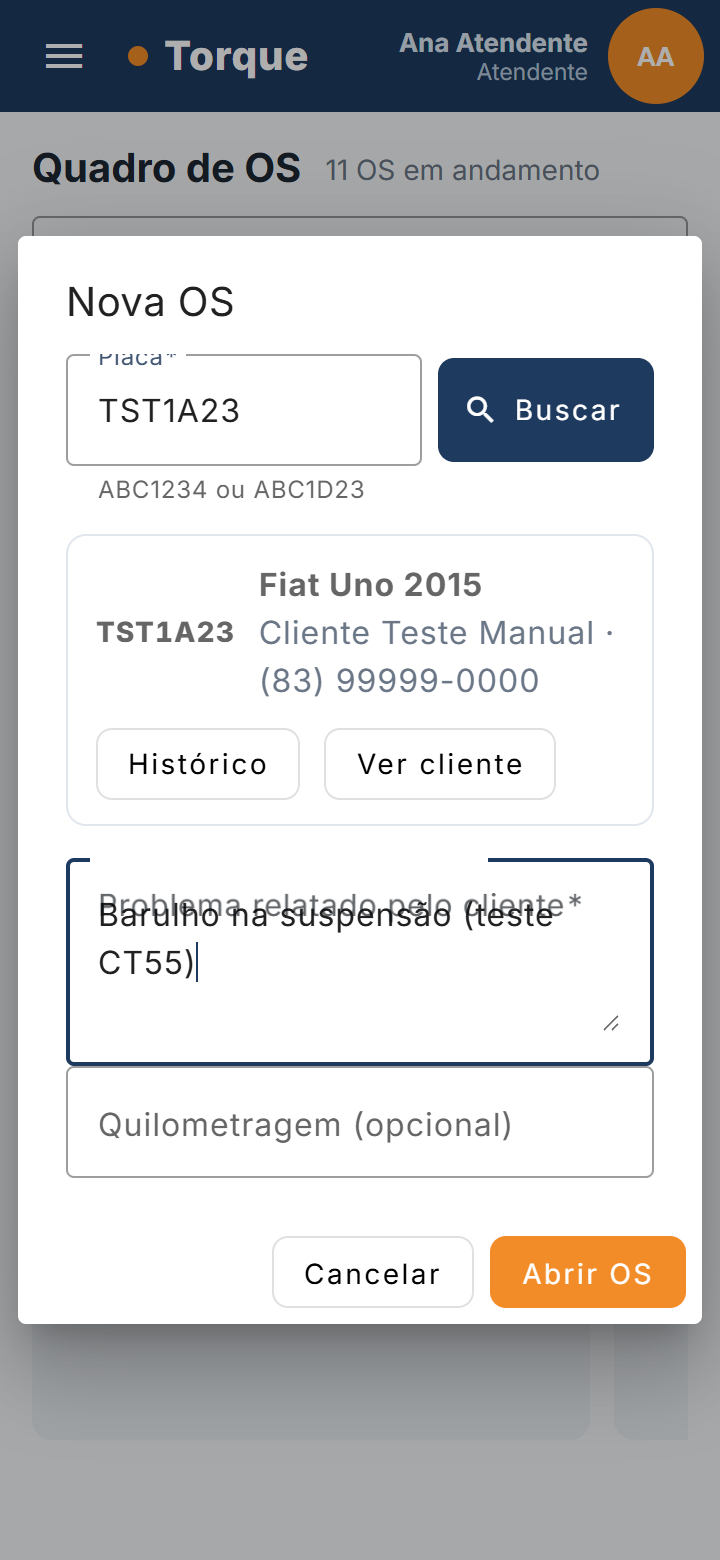 Torque
Ana Atendente
Atendente
AA
Quadro de OS 11 OS em andamento
Nova OS
Placa*
TST1A23
Buscar
ABC1234 ou ABC1D23
Fiat Uno 2015
TST1A23
Cliente Teste Manual ·
(83) 99999-0000
Histórico
Ver cliente
Problema relatado pelo cliente*
Barulho na suspensão (teste
CT55)
Quilometragem (opcional)
Cancelar
Abrir OS